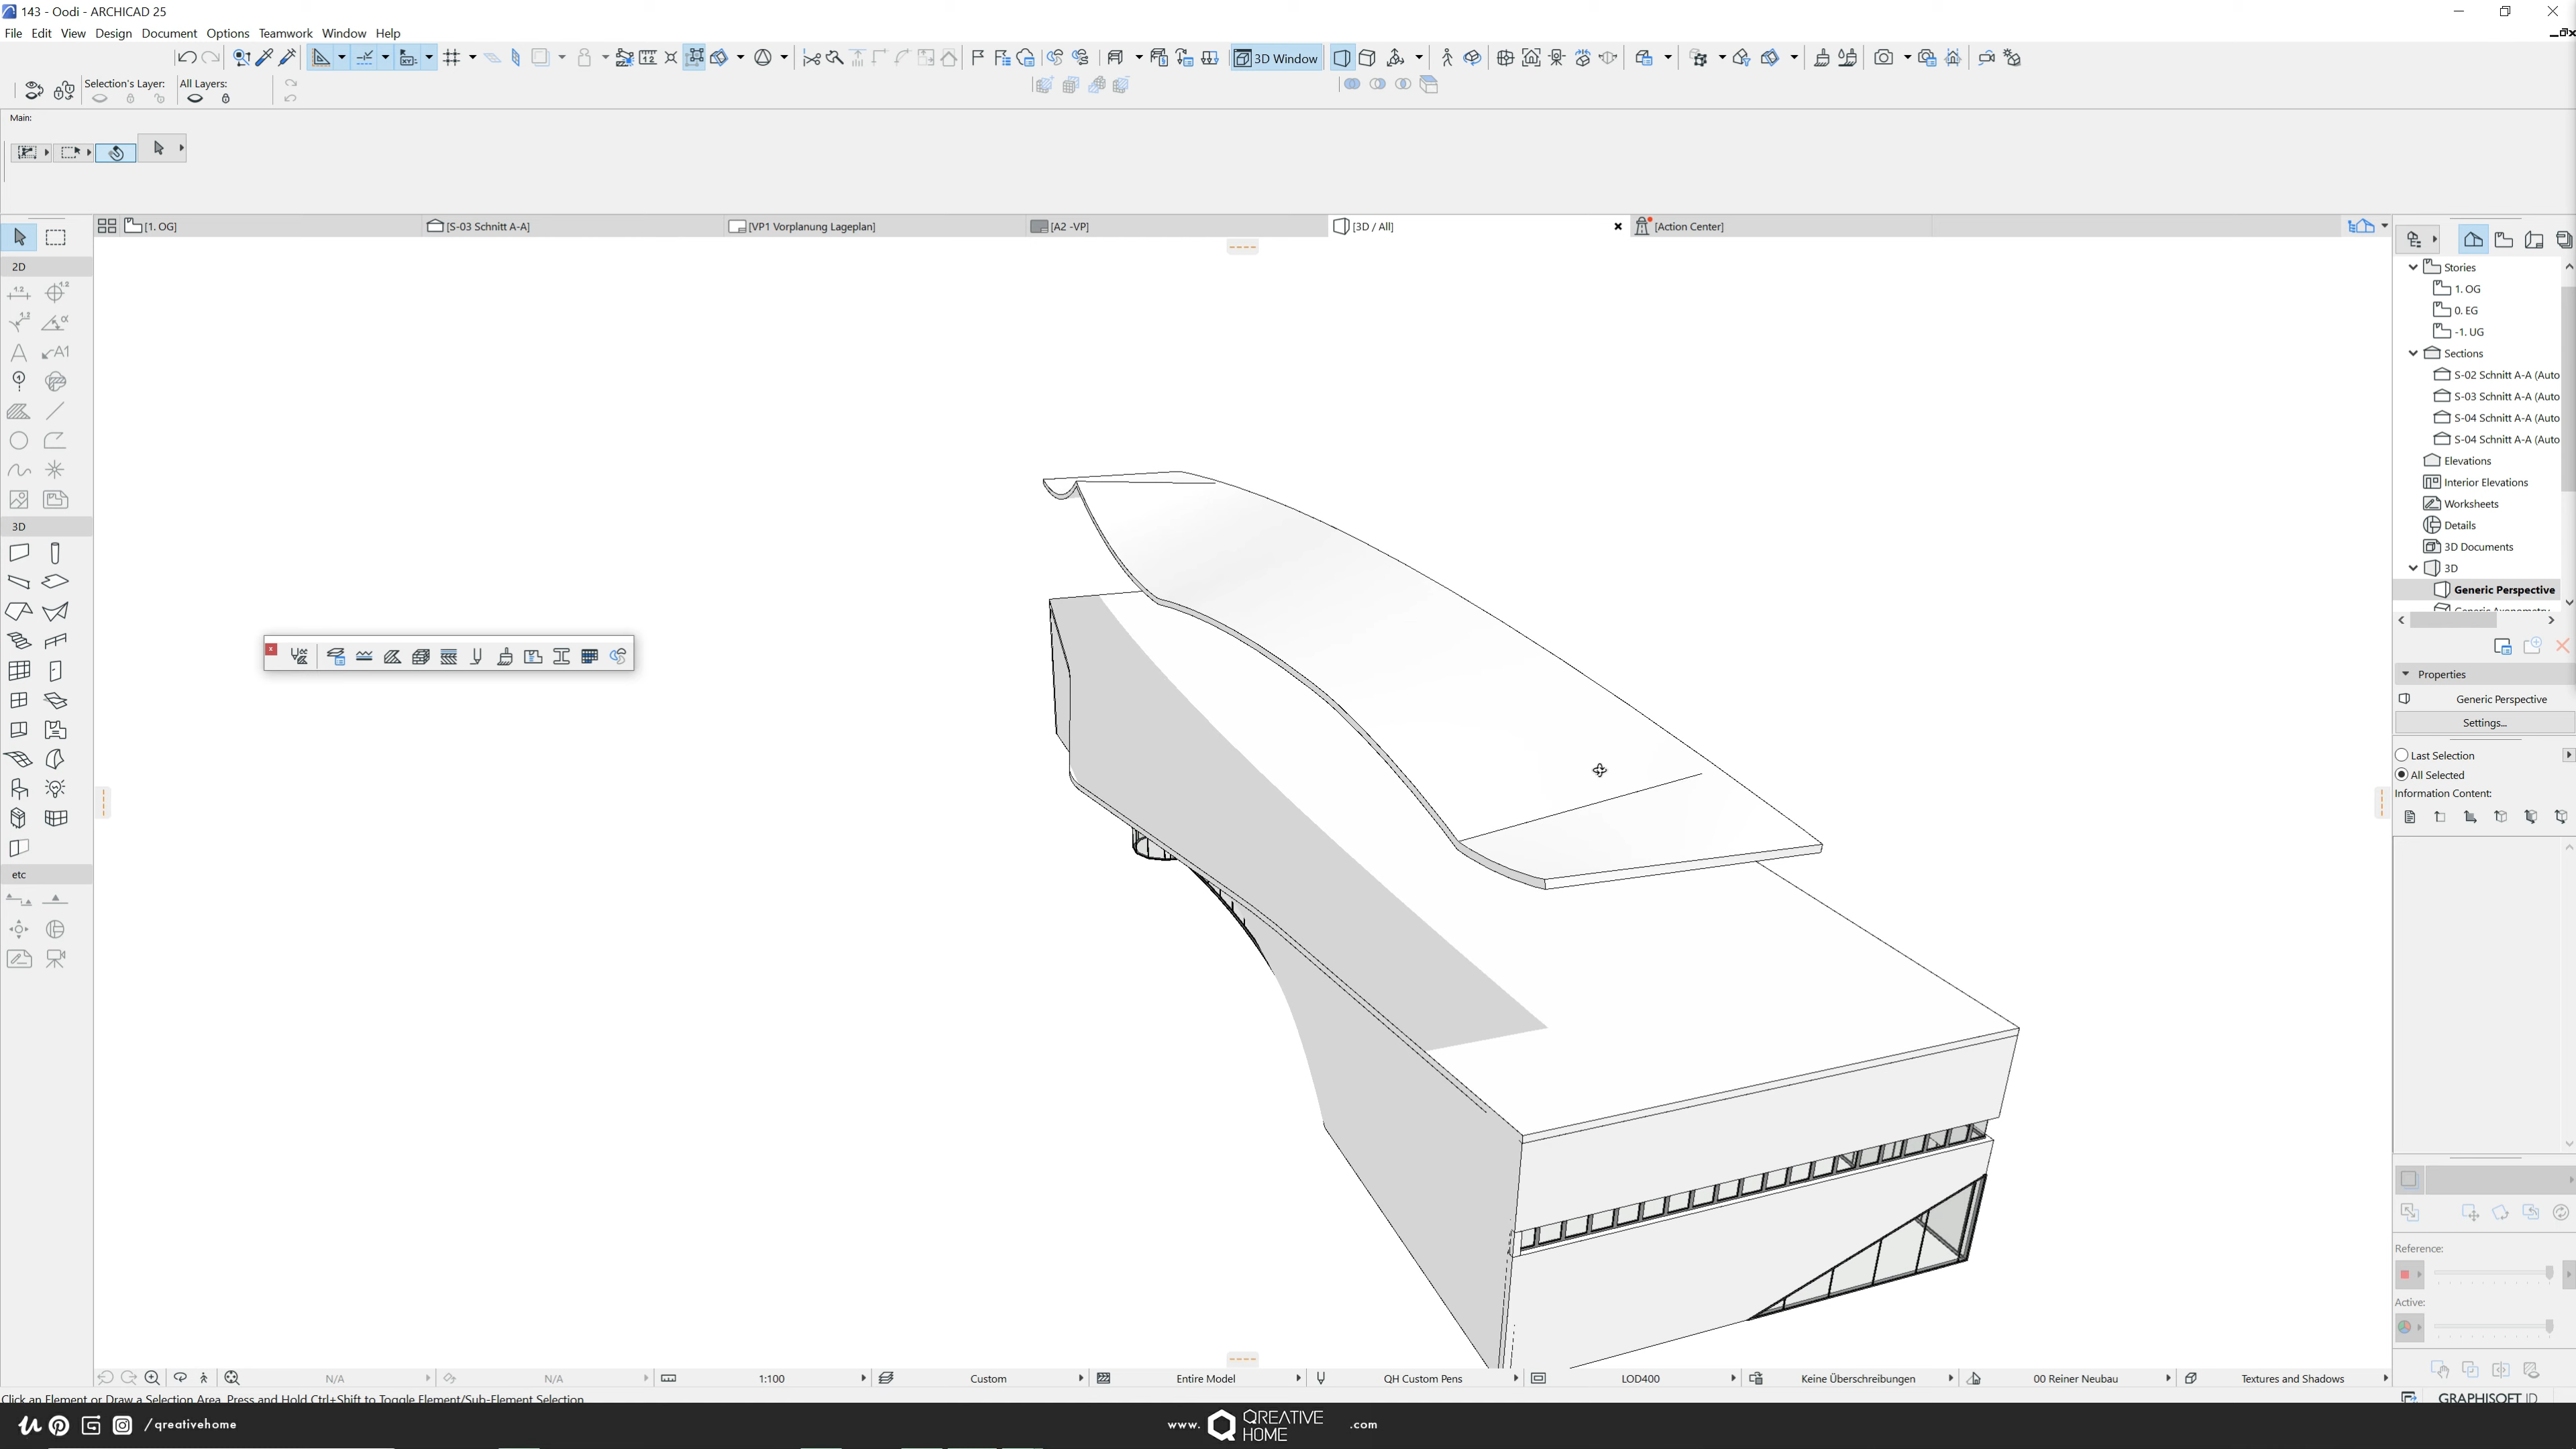 143 - Oodi - ARCHICAD 25
File Edit View Design Document Options Teamwork Window Help
3D Window
Selection's Layer: All Layers:
Main:
[1. OG] [S-03 Schnitt A-A] [VP1 Vorplanung Lageplan] [A2 -VP] [3D / All] [Action Center]
2D
3D
etc
Stories
1. OG
0. EG
-1. UG
Sections
S-02 Schnitt A-A (Auto
S-03 Schnitt A-A (Auto
S-04 Schnitt A-A (Auto
S-04 Schnitt A-A (Auto
Elevations
Interior Elevations
Worksheets
Details
3D Documents
3D
Generic Perspective
Generic Axonometry
Properties
Generic Perspective
Settings...
Last Selection
All Selected
Information Content:
Reference:
Active:
N/A N/A 1:100 Custom Entire Model QH Custom Pens LOD400 Keine Überschreibungen 00 Reiner Neubau Textures and Shadows
Click an Element or Draw a Selection Area. Press and Hold Ctrl+Shift to Toggle Element/Sub-Element Selection.
GRAPHISOFT ID
/qreativehome
www. QREATIVE HOME .com